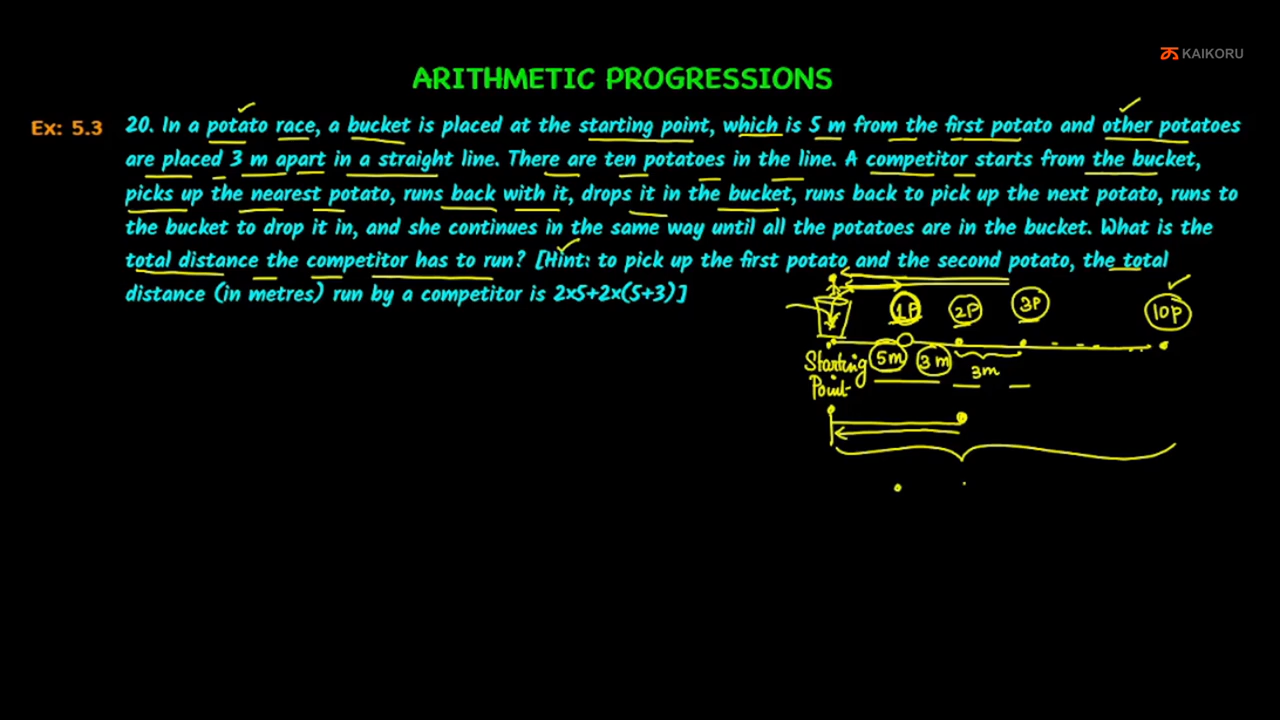 KAIKORU
ARITHMETIC PROGRESSIONS
Ex: 5.3
20. In a potato race, a bucket is placed at the starting point, which is 5 m from the first potato and other potatoes
are placed 3 m apart in a straight line. There are ten potatoes in the line. A competitor starts from the bucket,
picks up the nearest potato, runs back with it, drops it in the bucket, runs back to pick up the next potato, runs to
the bucket to drop it in, and she continues in the same way until all the potatoes are in the bucket. What is the
total distance the competitor has to run? [Hint: to pick up the first potato and the second potato, the total
distance (in metres) run by a competitor is 2x5+2x(5+3)]
1P 2P 3P 10P
Starting 5m 3m 3m
Point